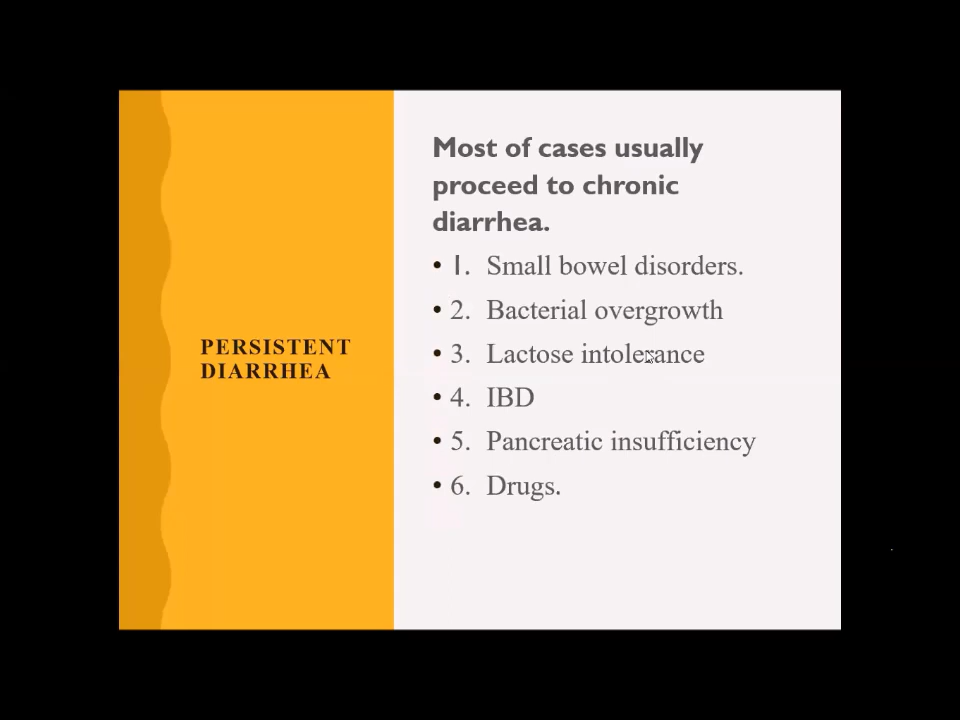 PERSISTENT
DIARRHEA
Most of cases usually
proceed to chronic
diarrhea.
• 1. Small bowel disorders.
• 2. Bacterial overgrowth
• 3. Lactose intolerance
• 4. IBD
• 5. Pancreatic insufficiency
• 6. Drugs.